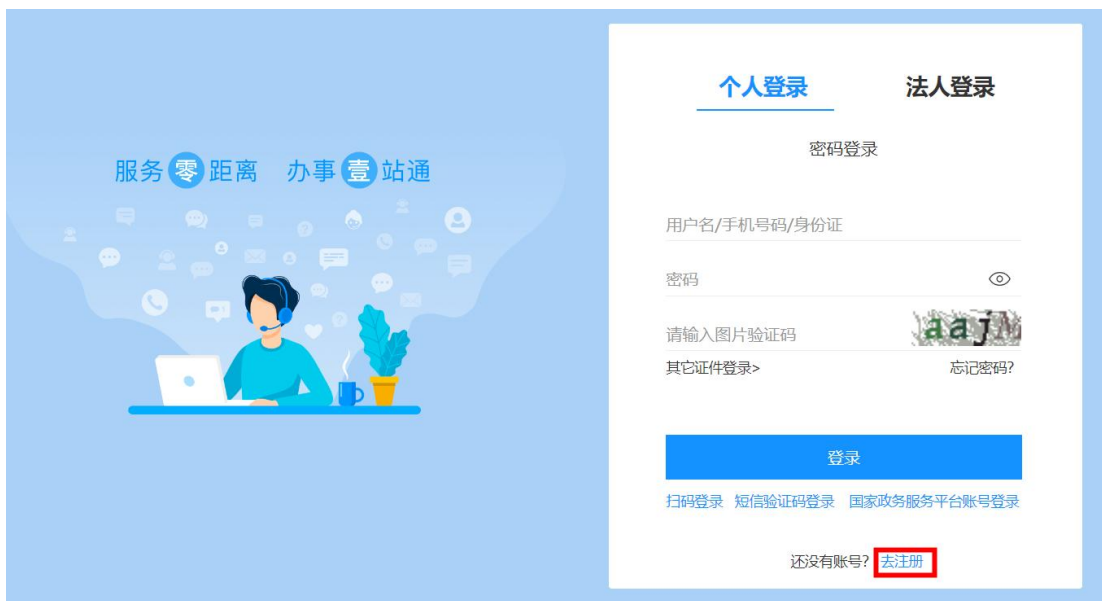 个人登录 法人登录
密码登录
服务零距离 办事壹站通
用户名/手机号码/身份证
密码
请输入图片验证码
其它证件登录> 忘记密码?
登录
扫码登录 短信验证码登录 国家政务服务平台账号登录
还没有账号? 去注册